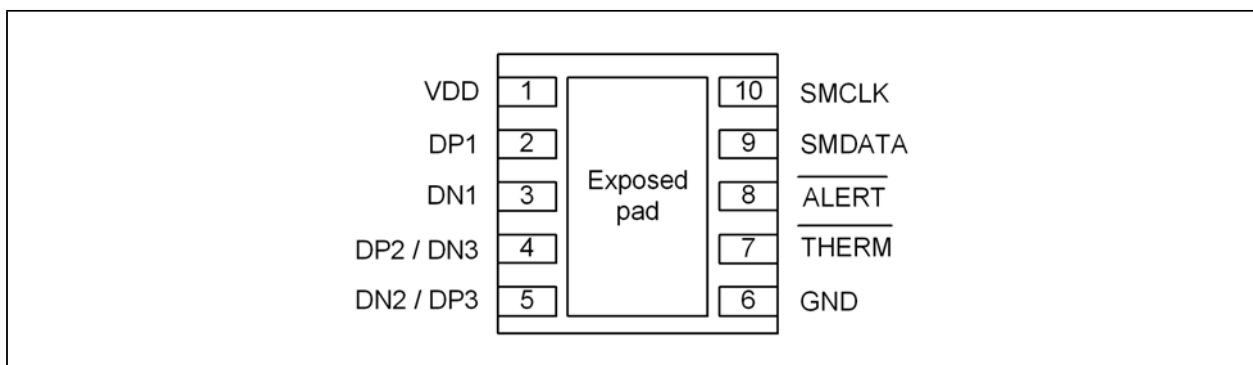 VDD 1 10 SMCLK
DP1 2 9 SMDATA
DN1 3 8 ALERT
DP2 / DN3 4 7 THERM
DN2 / DP3 5 6 GND
Exposed
pad